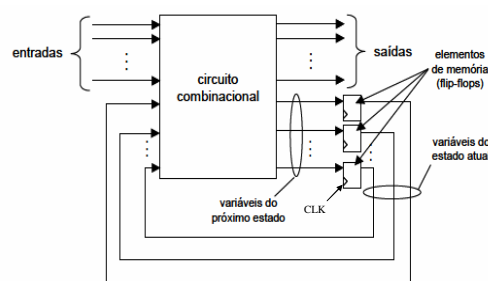 entradas
circuito
combinacional
saídas
elementos
de memória
(flip-flops)
variáveis do
estado atua
variáveis do
próximo estado
CLK